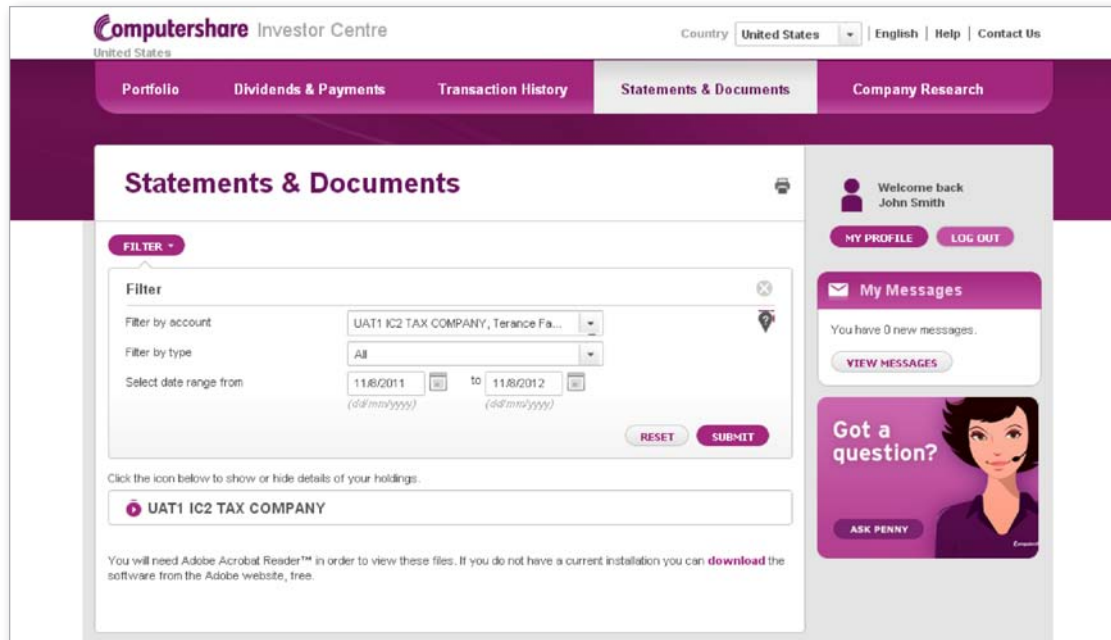 Computershare Investor Centre
United States
Country United States | English | Help | Contact Us
Portfolio Dividends & Payments Transaction History Statements & Documents Company Research
Statements & Documents
Welcome back
John Smith
MY PROFILE LOG OUT
FILTER
Filter
Filter by account UAT1 IC2 TAX COMPANY, Terance Fa...
Filter by type All
Select date range from 11/8/2011 to 11/8/2012
(dd/mm/yyyy) (dd/mm/yyyy)
RESET SUBMIT
My Messages
You have 0 new messages.
VIEW MESSAGES
Got a
question?
ASK PENNY
Click the icon below to show or hide details of your holdings.
UAT1 IC2 TAX COMPANY
You will need Adobe Acrobat Reader™ in order to view these files. If you do not have a current installation you can download the
software from the Adobe website, tree.